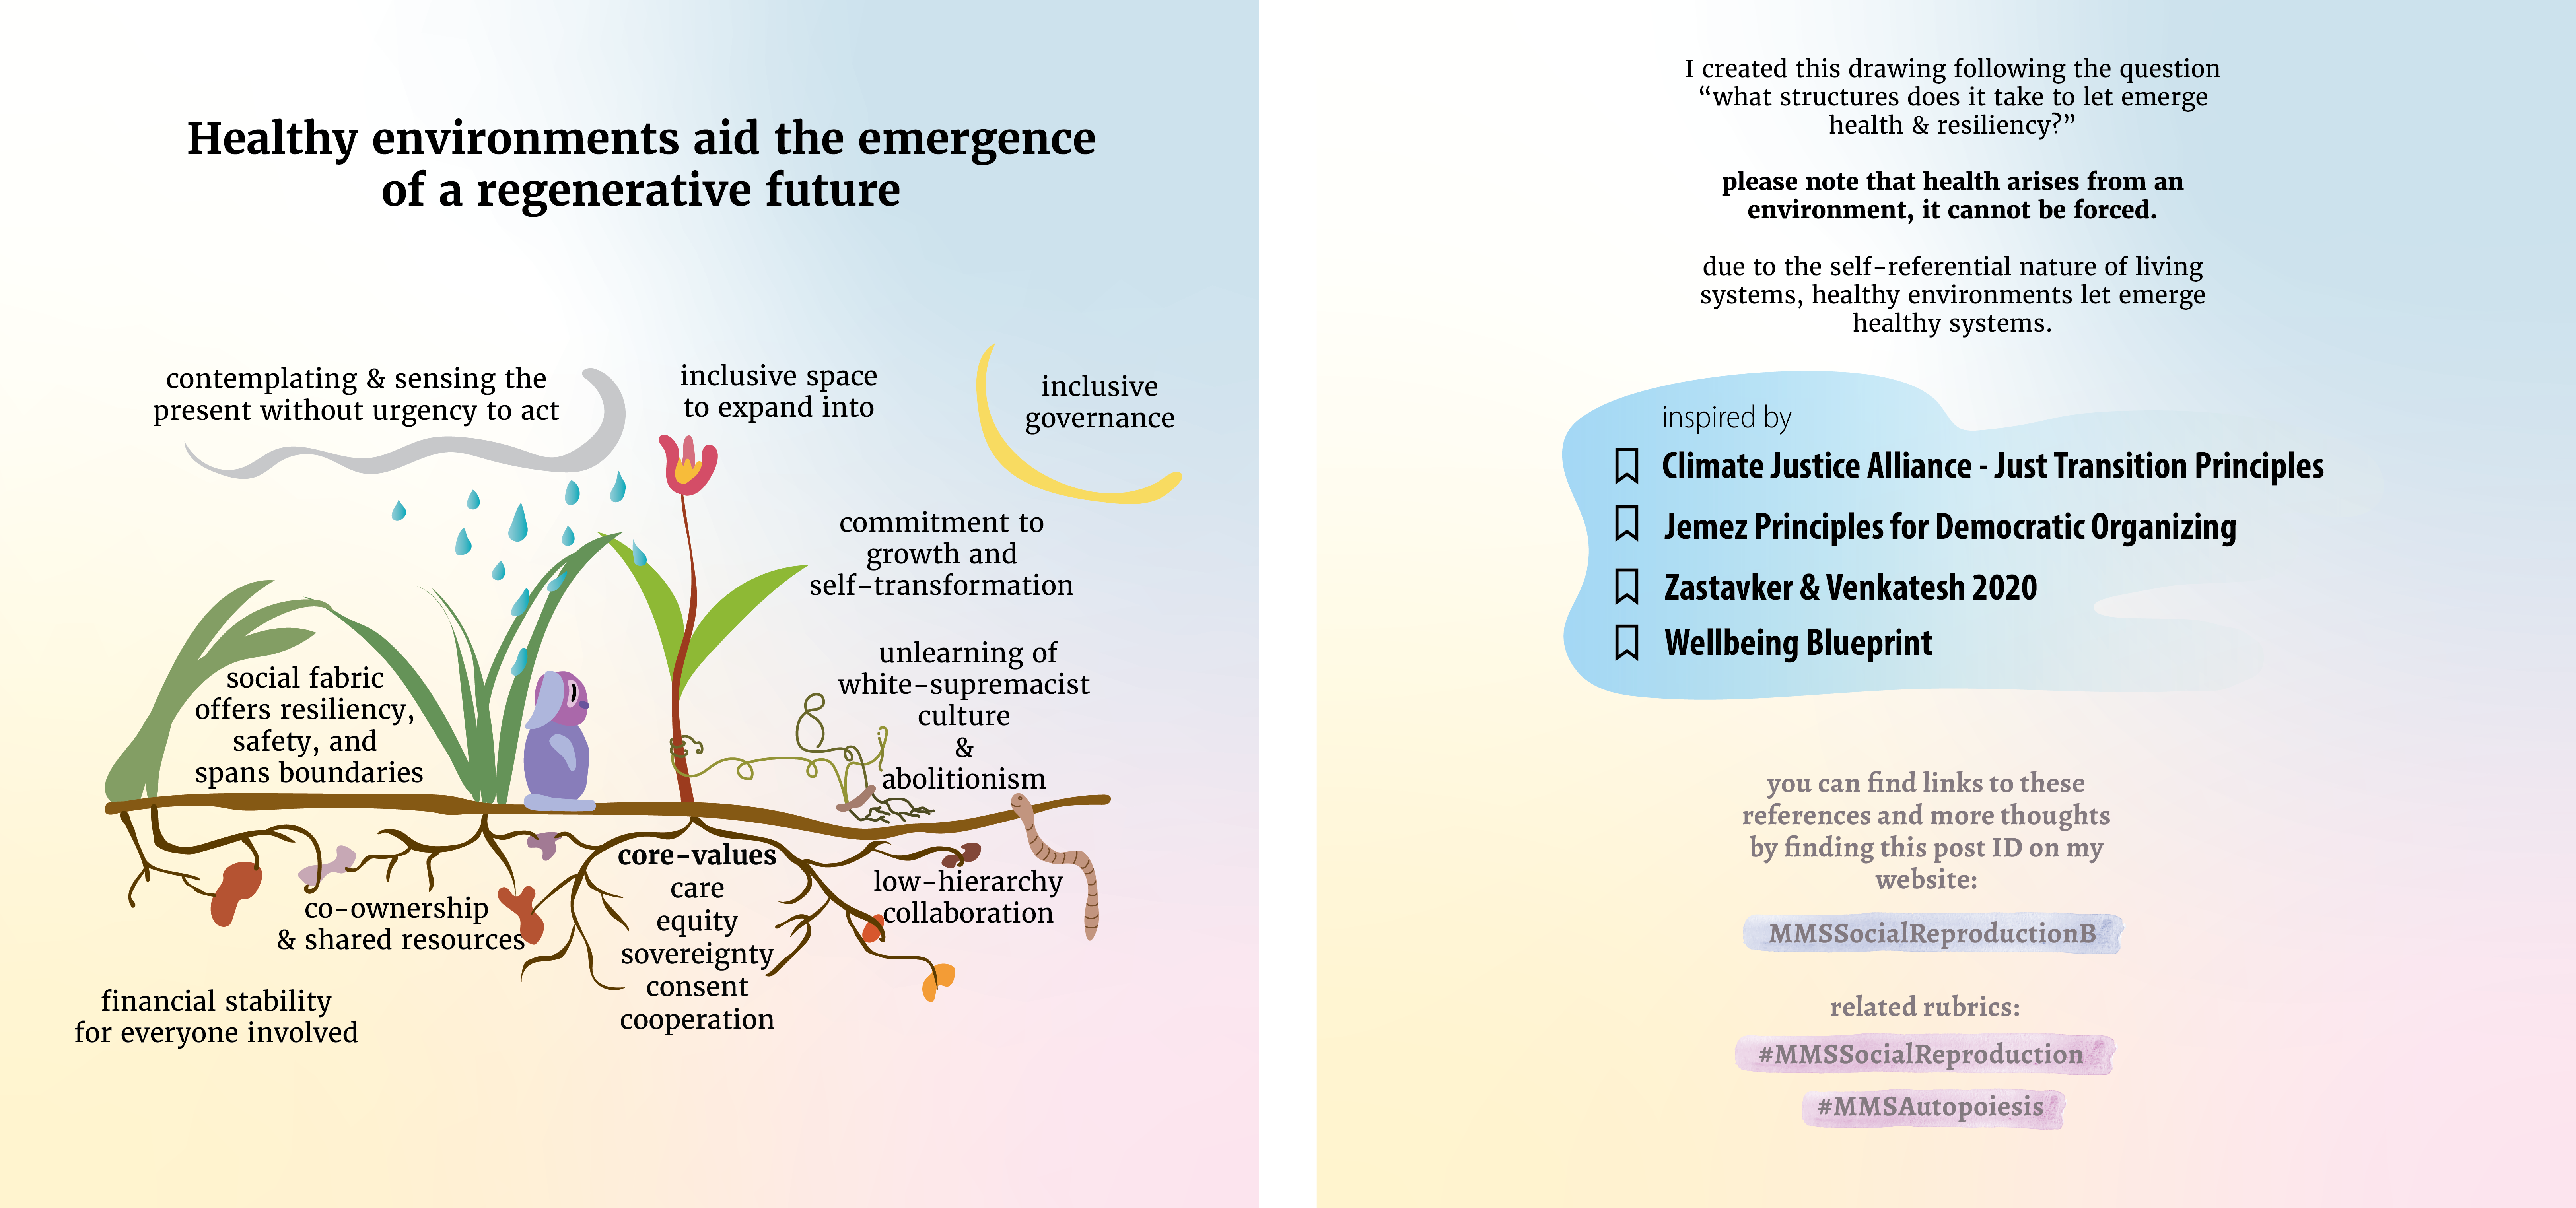 Healthy environments aid the emergence
of a regenerative future
contemplating & sensing the
present without urgency to act
inclusive space
to expand into
inclusive
governance
commitment to
growth and
self-transformation
unlearning of
white-supremacist
culture
&
abolitionism
social fabric
offers resiliency,
safety, and
spans boundaries
core-values
care
equity
sovereignty
consent
cooperation
low-hierarchy
collaboration
co-ownership
& shared resources
financial stability
for everyone involved
I created this drawing following the question
“what structures does it take to let emerge
health & resiliency?”
please note that health arises from an
environment, it cannot be forced.
due to the self-referential nature of living
systems, healthy environments let emerge
healthy systems.
inspired by
Climate Justice Alliance - Just Transition Principles
Jemez Principles for Democratic Organizing
Zastavker & Venkatesh 2020
Wellbeing Blueprint
you can find links to these
references and more thoughts
by finding this post ID on my
website:
MMSSocialReproductionB
related rubrics:
#MMSSocialReproduction
#MMSAutopoiesis